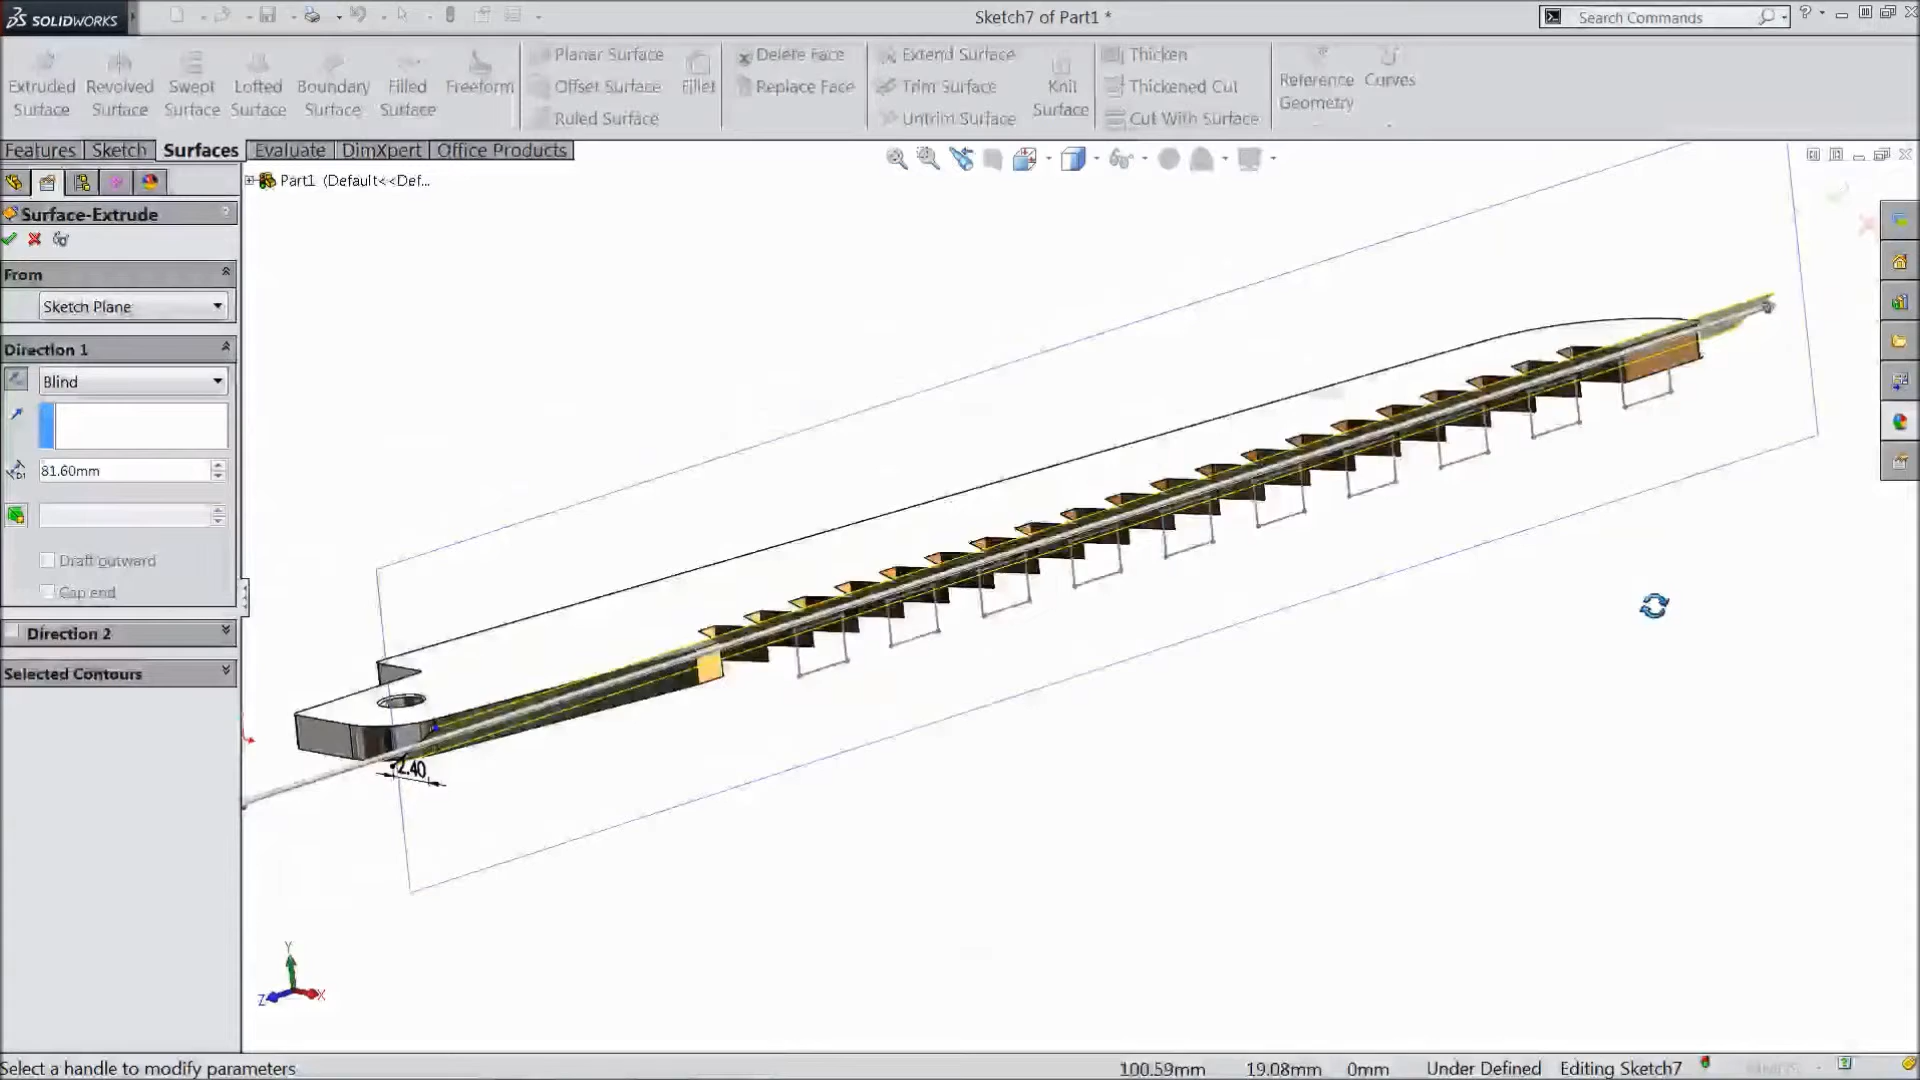 SOLIDWORKS
Sketch7 of Part1 *
Search Commands
Extruded Surface
Revolved Surface
Swept Surface
Lofted Surface
Boundary Surface
Filled Surface
Freeform
Planar Surface
Offset Surface
Ruled Surface
Fillet
Delete Face
Replace Face
Extend Surface
Trim Surface
Untrim Surface
Knit Surface
Thicken
Thickened Cut
Cut With Surface
Reference Geometry
Curves
Features
Sketch
Surfaces
Evaluate
DimXpert
Office Products
Part1 (Default<<Def...
Surface-Extrude
?
From
Sketch Plane
Direction 1
Blind
81.60mm
Draft outward
Cap end
Direction 2
Selected Contours
2.40
Y
Z
X
Select a handle to modify parameters
100.59mm
19.08mm
0mm
Under Defined
Editing Sketch7